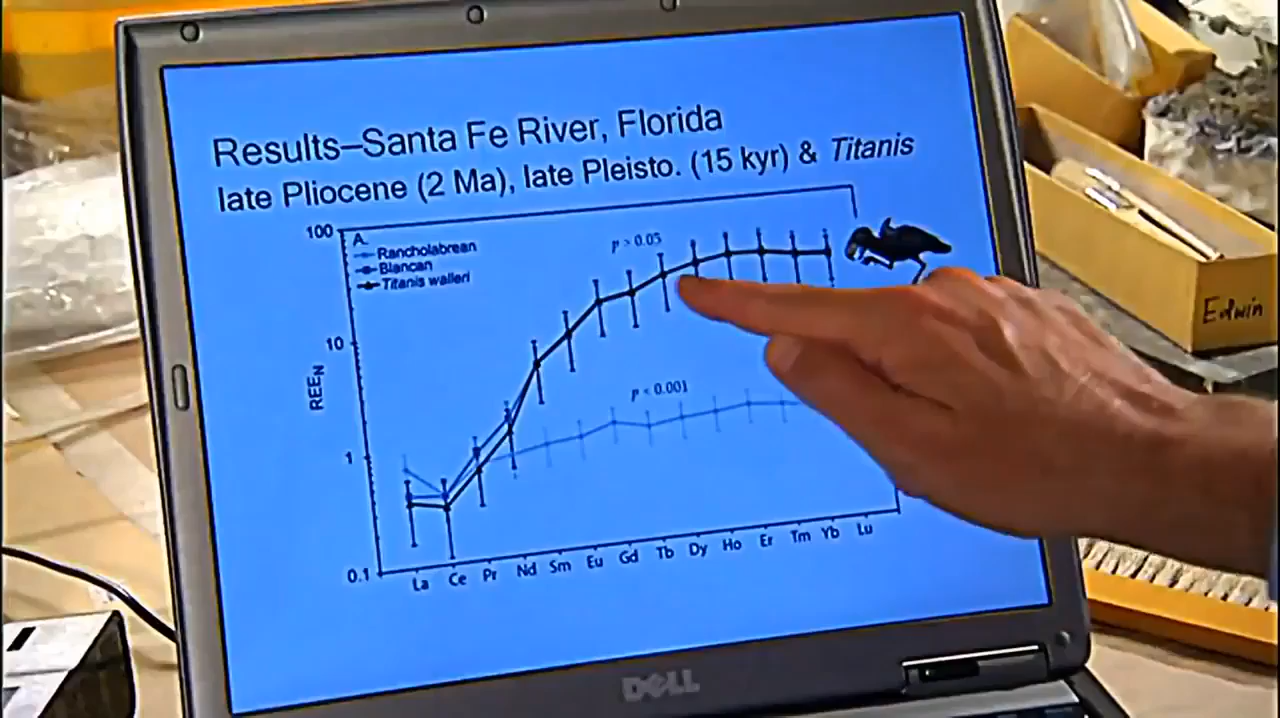 Results–Santa Fe River, Florida
late Pliocene (2 Ma), late Pleisto. (15 kyr) & Titanis
100
A.
Rancholabrean
Blancan
Titanis walleri
p > 0.05
10
REEN
p < 0.001
1
0.1
La Ce Pr Nd Sm Eu Gd Tb Dy Ho Er Tm Yb Lu
Edwin
DELL